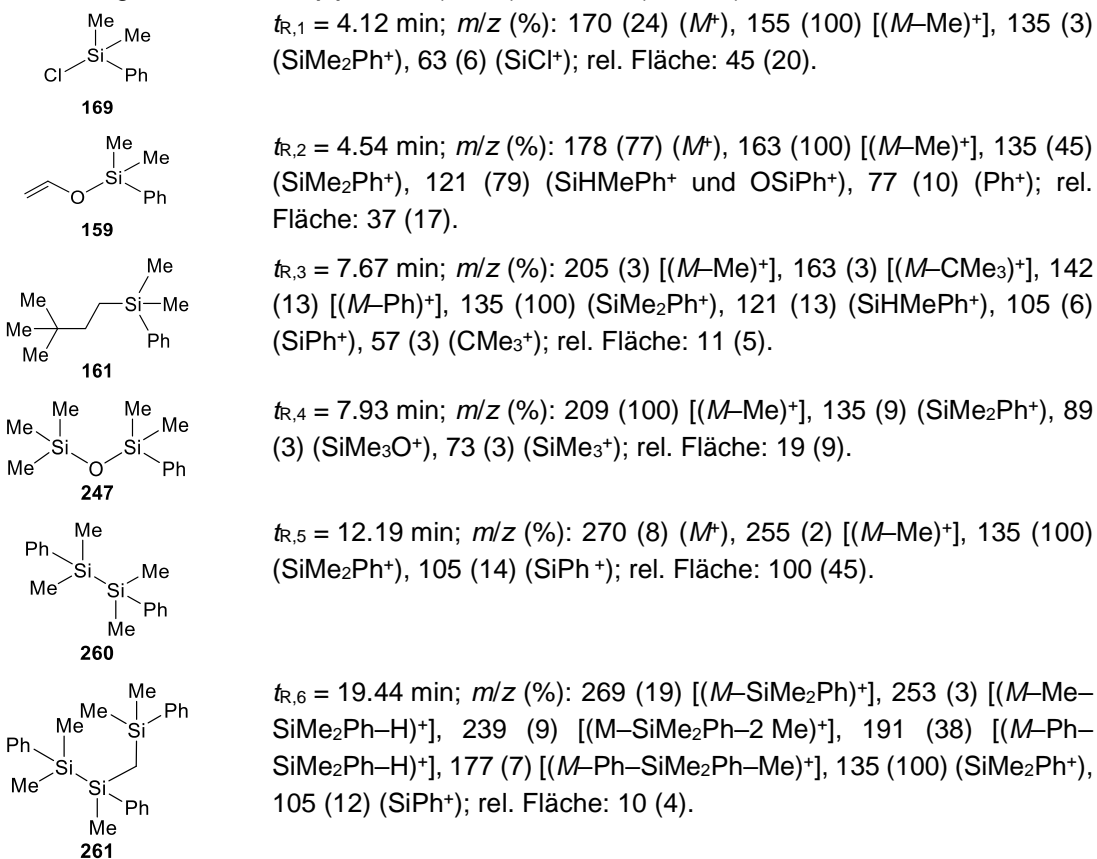 Me
Me
Si
Cl
Ph
169
tR,1 = 4.12 min; m/z (%): 170 (24) (M+), 155 (100) [(M–Me)+], 135 (3)
(SiMe2Ph+), 63 (6) (SiCl+); rel. Fläche: 45 (20).
Me
Me
Si
O
Ph
159
tR,2 = 4.54 min; m/z (%): 178 (77) (M+), 163 (100) [(M–Me)+], 135 (45)
(SiMe2Ph+), 121 (79) (SiHMePh+ und OSiPh+), 77 (10) (Ph+); rel.
Fläche: 37 (17).
Me
Me
Si
Me
Me
Me
Ph
161
tR,3 = 7.67 min; m/z (%): 205 (3) [(M–Me)+], 163 (3) [(M–CMe3)+], 142
(13) [(M–Ph)+], 135 (100) (SiMe2Ph+), 121 (13) (SiHMePh+), 105 (6)
(SiPh+), 57 (3) (CMe3+); rel. Fläche: 11 (5).
Me Me
Me Me
Si Si
Me O Ph
247
tR,4 = 7.93 min; m/z (%): 209 (100) [(M–Me)+], 135 (9) (SiMe2Ph+), 89
(3) (SiMe3O+), 73 (3) (SiMe3+); rel. Fläche: 19 (9).
Me
Ph
Si Me
Me Si
Ph
Me
260
tR,5 = 12.19 min; m/z (%): 270 (8) (M+), 255 (2) [(M–Me)+], 135 (100)
(SiMe2Ph+), 105 (14) (SiPh +); rel. Fläche: 100 (45).
Me
Me Ph
Si
Me
Ph
Si
Me Si
Ph
Me
261
tR,6 = 19.44 min; m/z (%): 269 (19) [(M–SiMe2Ph)+], 253 (3) [(M–Me–
SiMe2Ph–H)+], 239 (9) [(M–SiMe2Ph–2 Me)+], 191 (38) [(M–Ph–
SiMe2Ph–H)+], 177 (7) [(M–Ph–SiMe2Ph–Me)+], 135 (100) (SiMe2Ph+),
105 (12) (SiPh+); rel. Fläche: 10 (4).